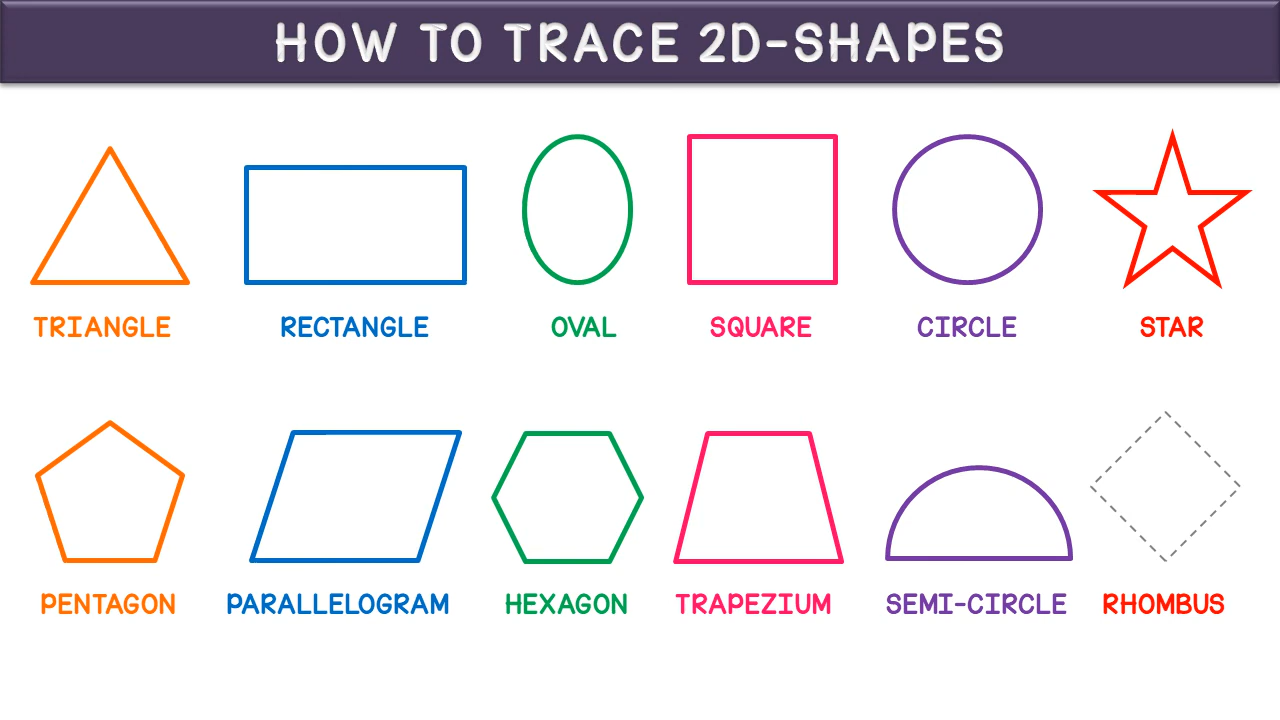 HOW TO TRACE 2D-SHAPES
TRIANGLE
RECTANGLE
OVAL
SQUARE
CIRCLE
STAR
PENTAGON
PARALLELOGRAM
HEXAGON
TRAPEZIUM
SEMI-CIRCLE
RHOMBUS